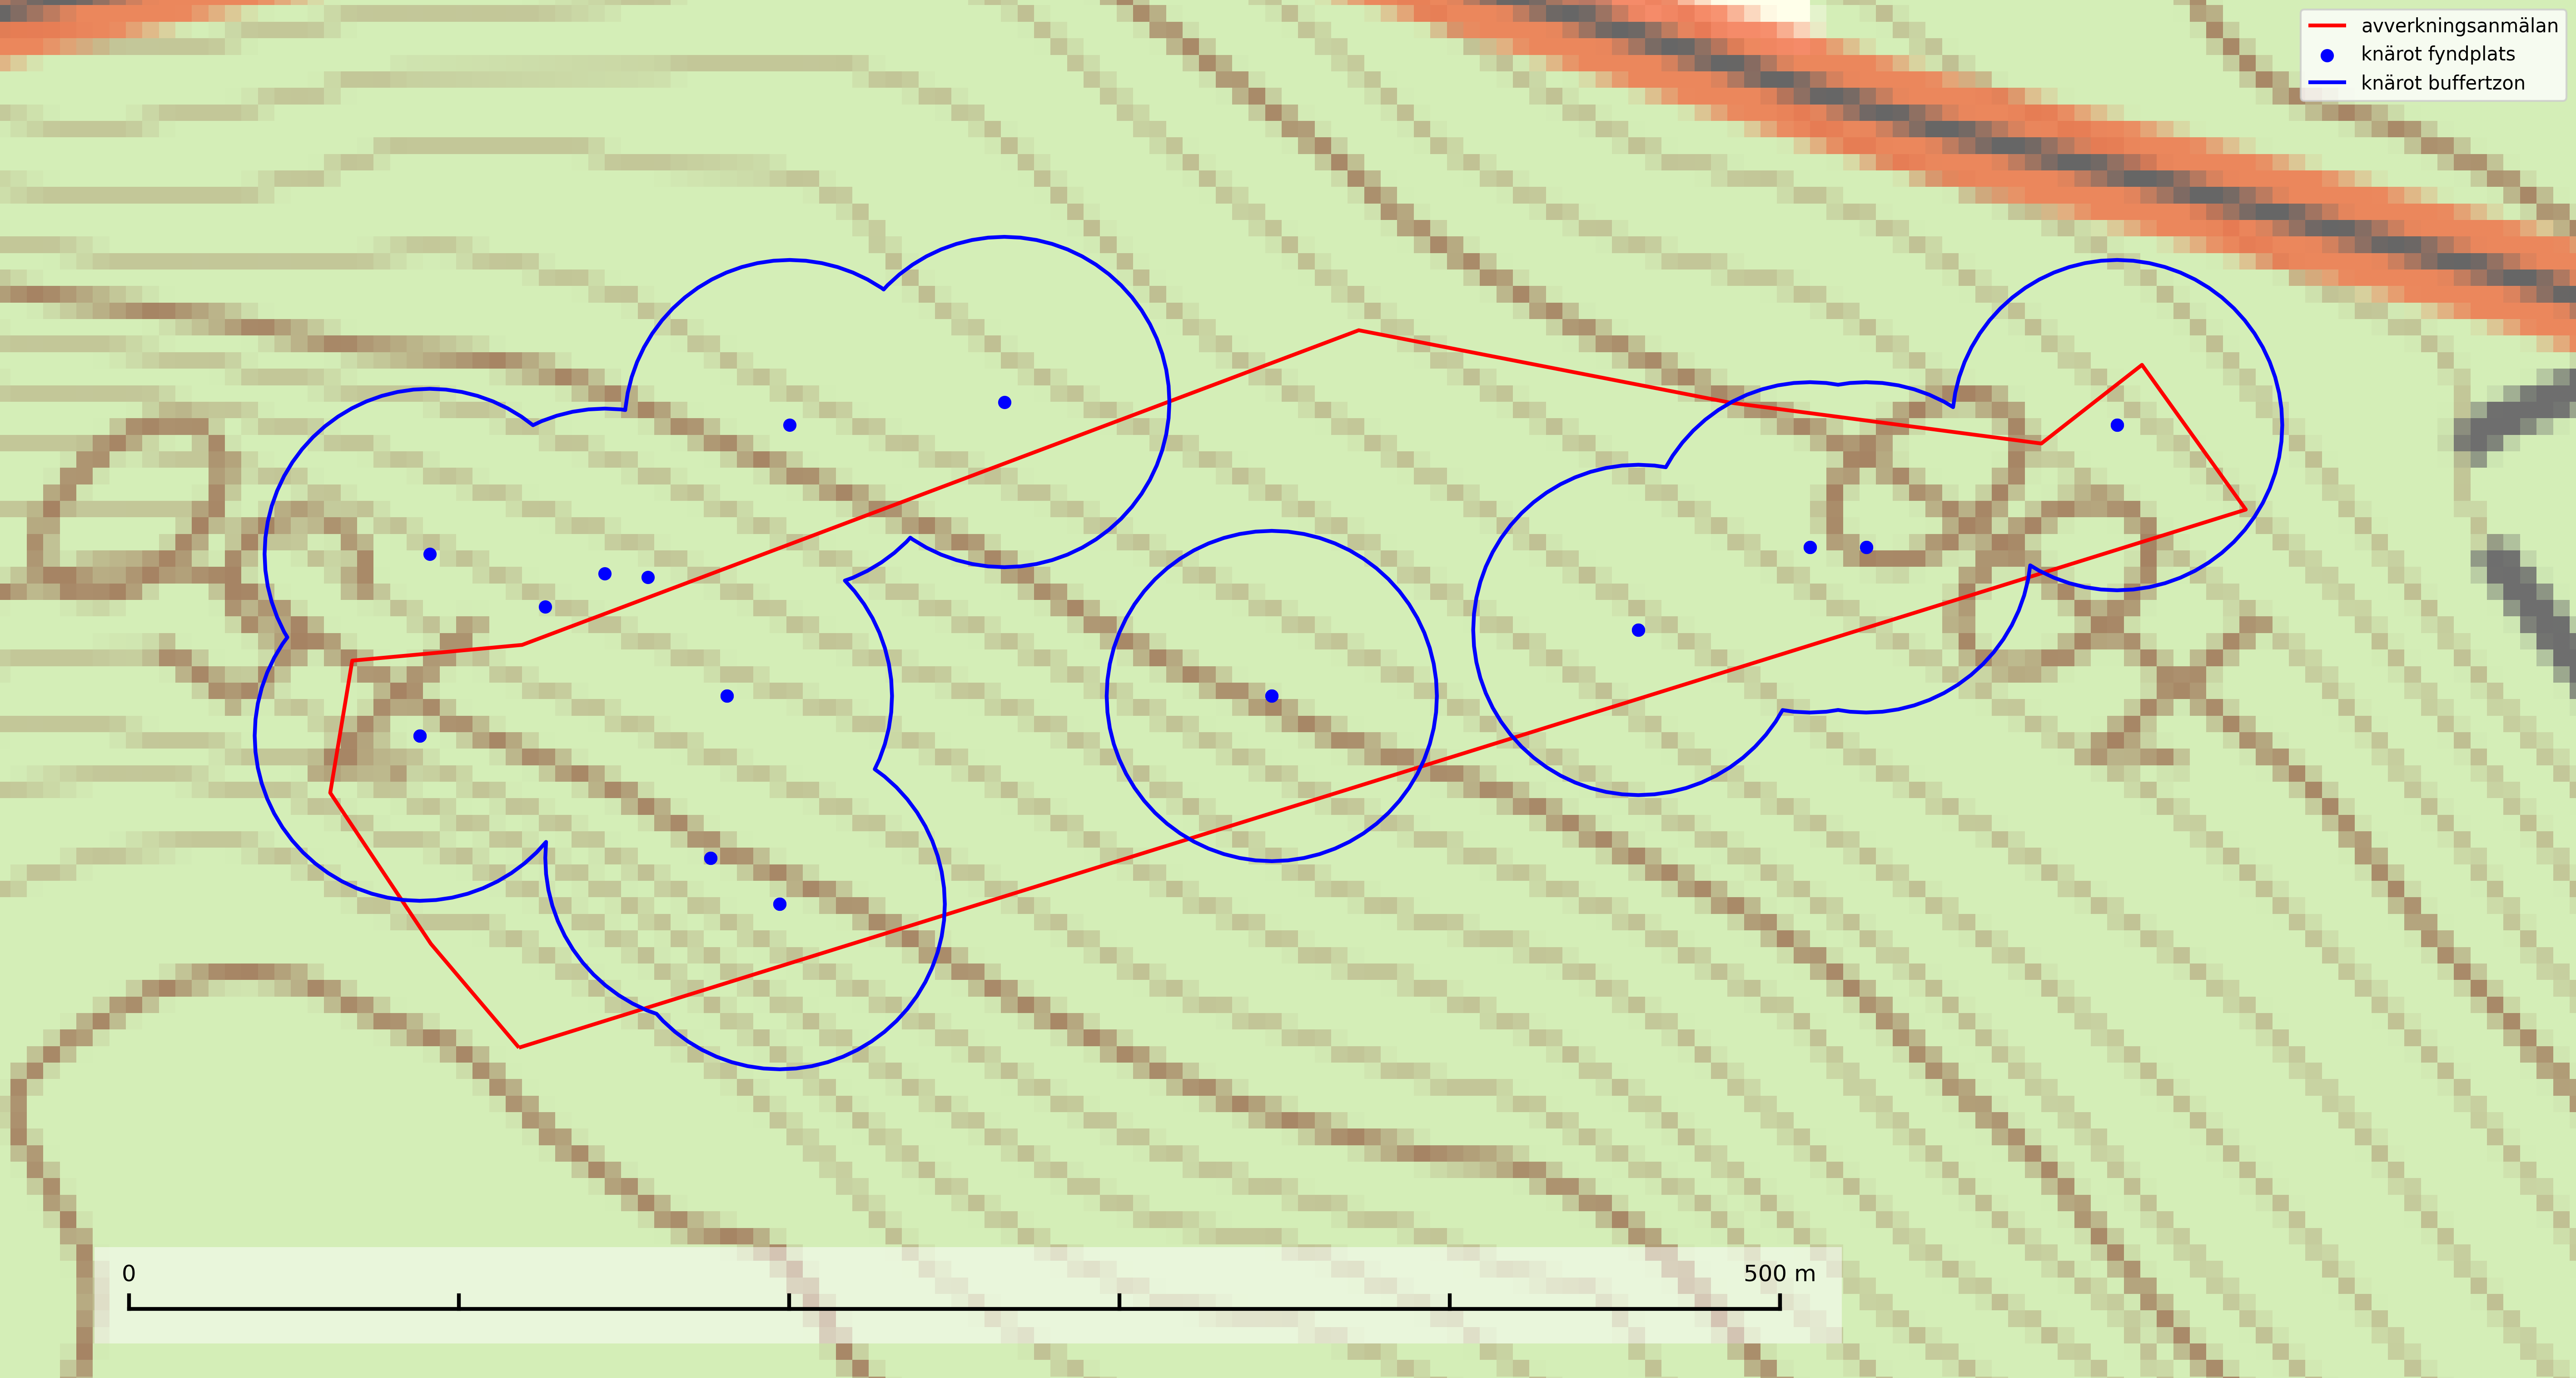 avverkningsanmälan
knärot fyndplats
knärot buffertzon
0
500 m